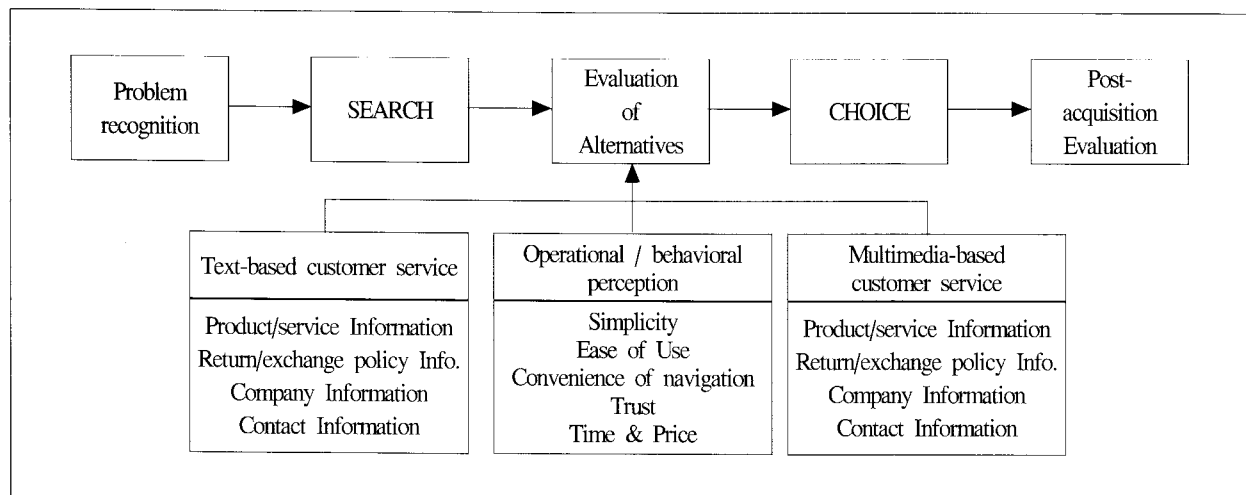 Problem
recognition
SEARCH
Evaluation
of
Alternatives
CHOICE
Post-
acquisition
Evaluation
Text-based customer service
Product/service Information
Return/exchange policy Info.
Company Information
Contact Information
Operational / behavioral
perception
Simplicity
Ease of Use
Convenience of navigation
Trust
Time & Price
Multimedia-based
customer service
Product/service Information
Return/exchange policy Info.
Company Information
Contact Information